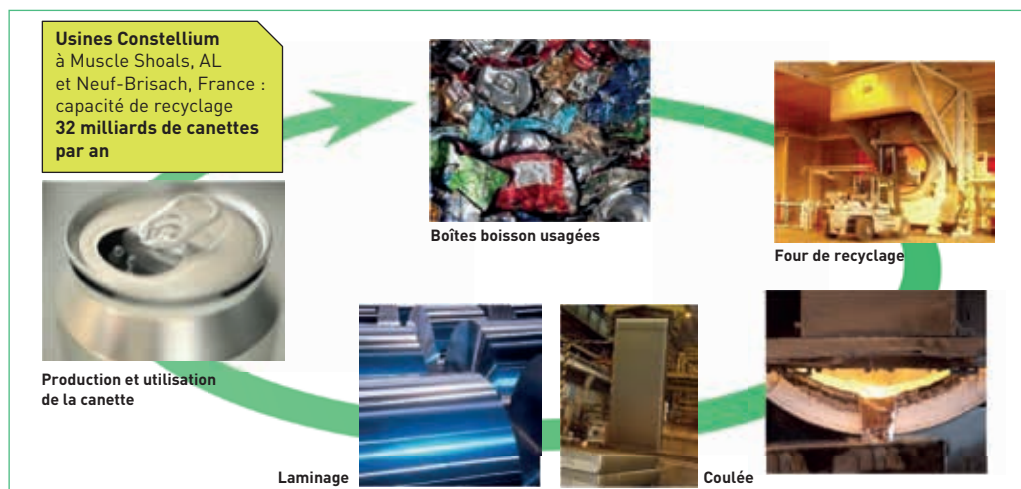 Usines Constellium
à Muscle Shoals, AL
et Neuf-Brisach, France :
capacité de recyclage
32 milliards de canettes
par an
Boîtes boisson usagées
Four de recyclage
Production et utilisation
de la canette
Laminage
Coulée